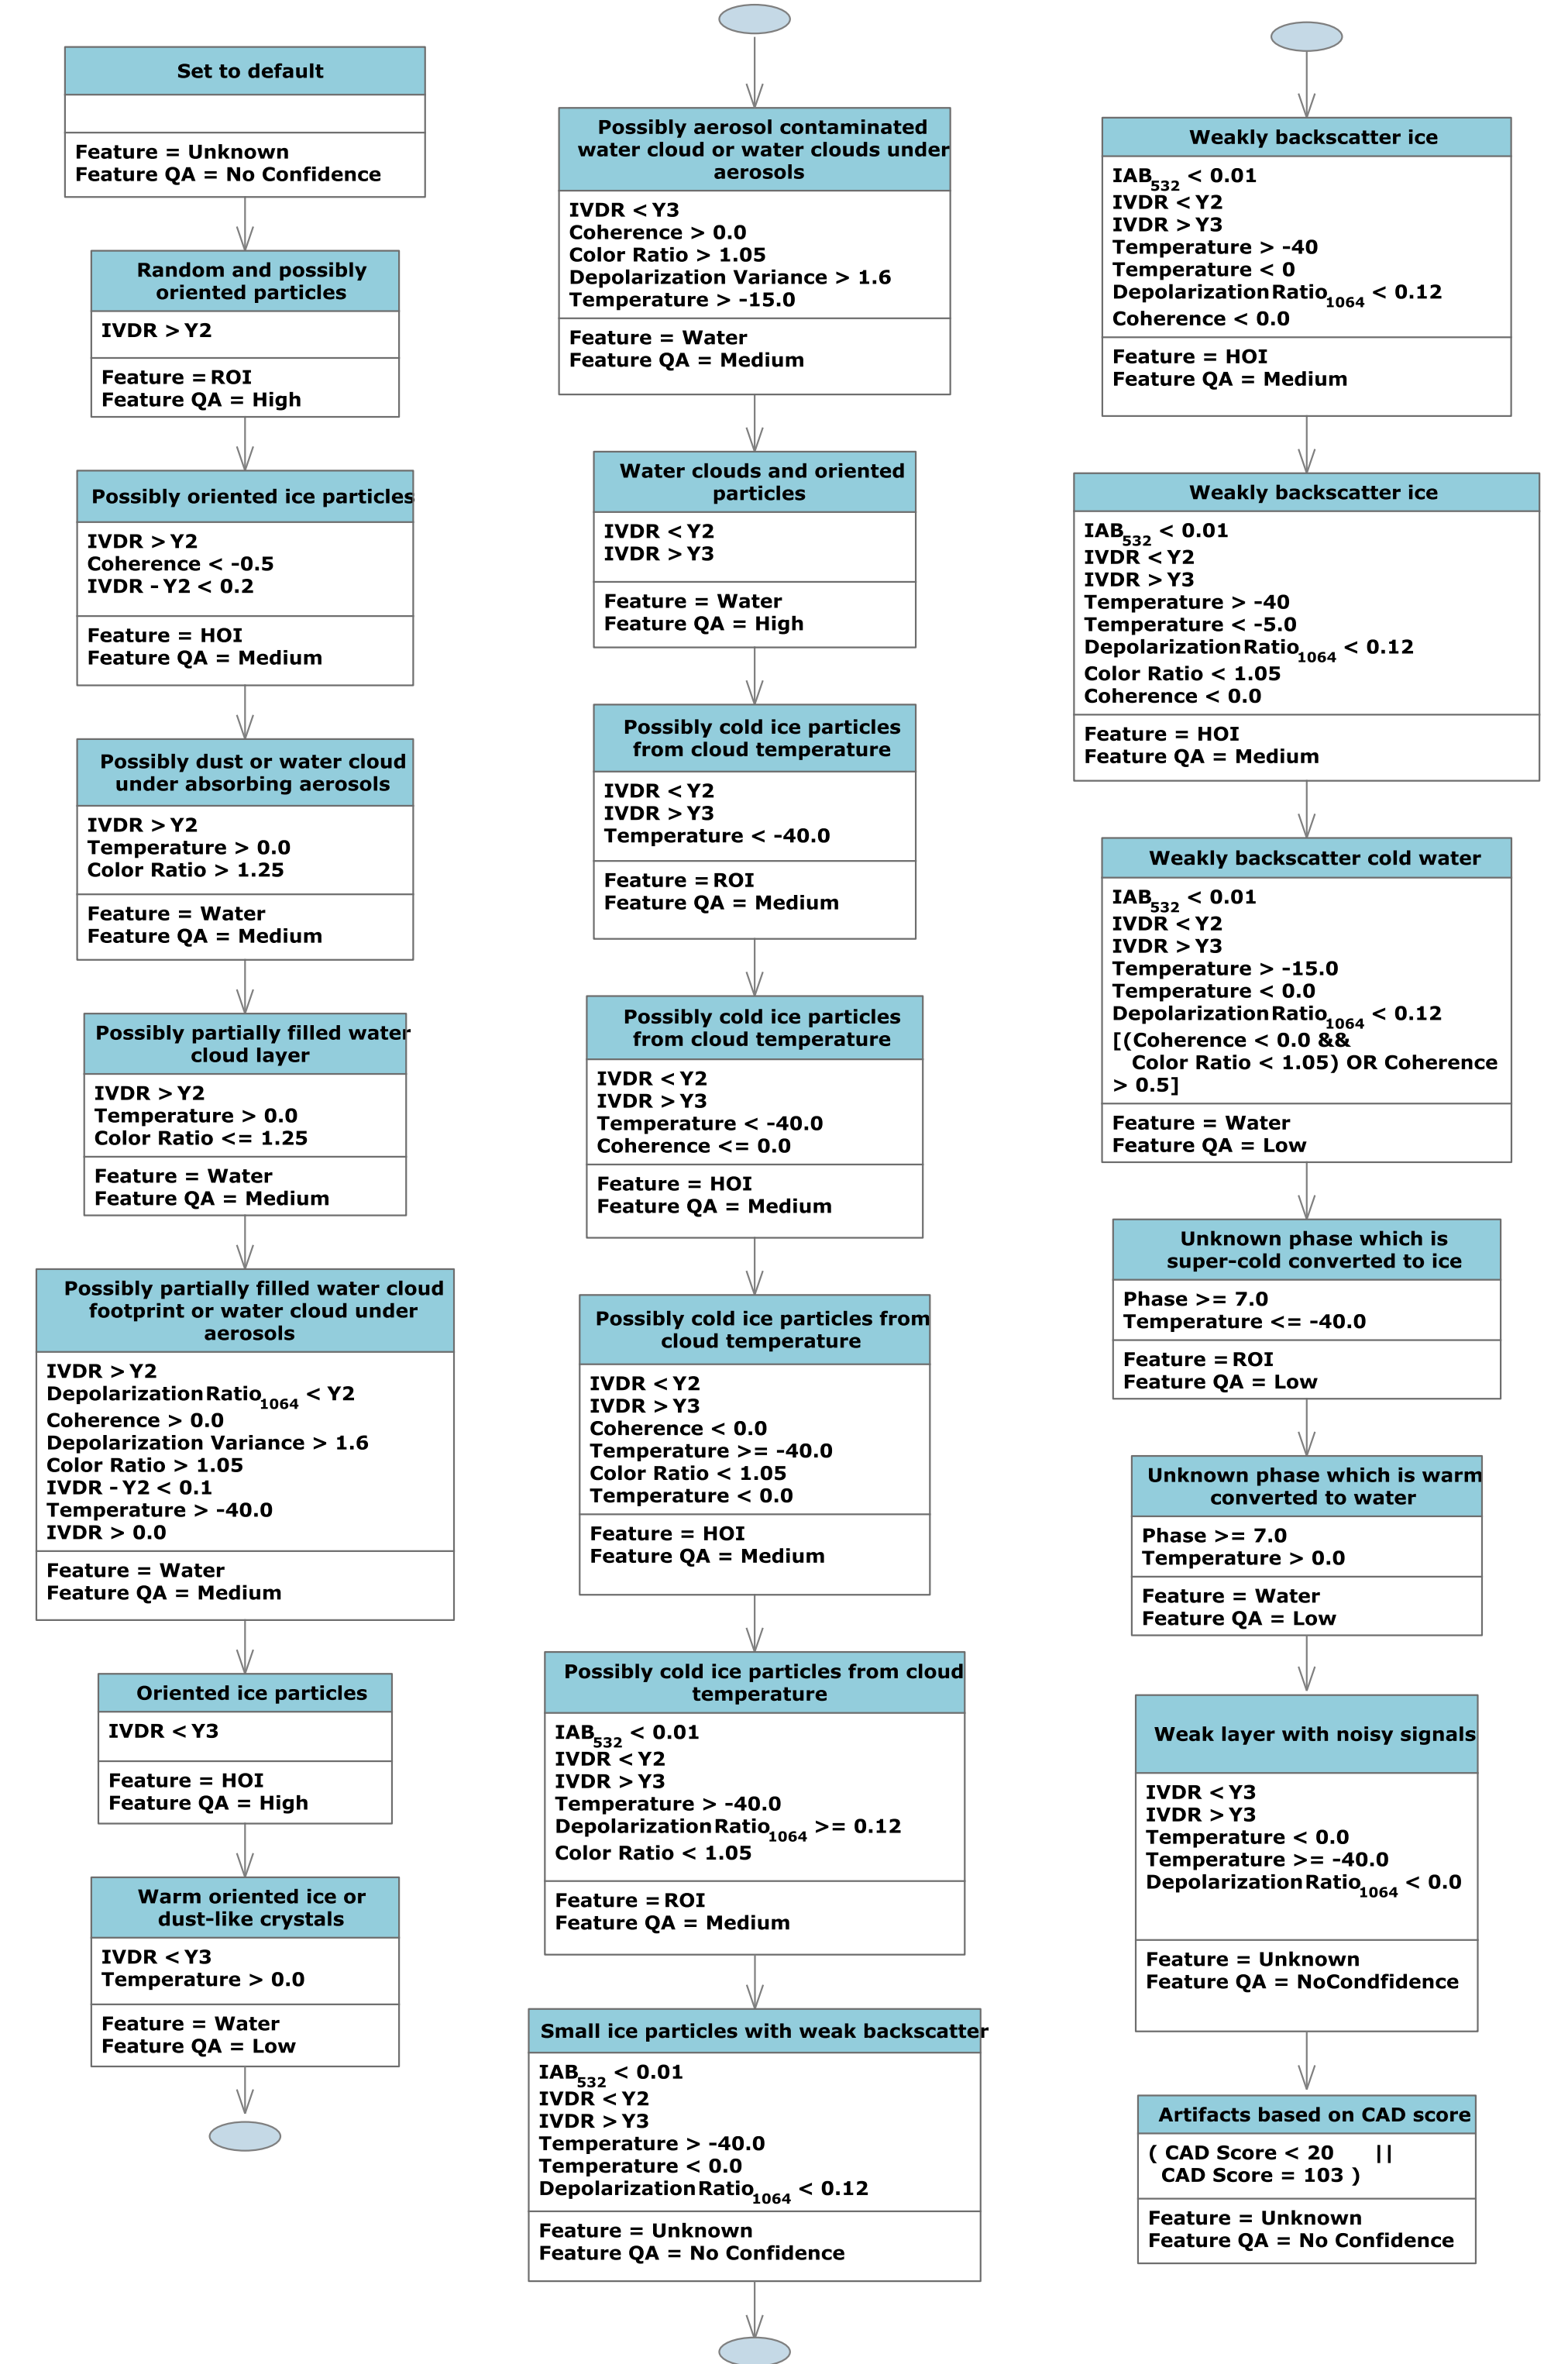 Set to default
Feature = Unknown
Feature QA = No Confidence
Random and possibly
oriented particles
IVDR > Y2
Feature = ROI
Feature QA = High
Possibly oriented ice particles
IVDR > Y2
Coherence < -0.5
IVDR - Y2 < 0.2
Feature = HOI
Feature QA = Medium
Possibly dust or water cloud
under absorbing aerosols
IVDR > Y2
Temperature > 0.0
Color Ratio > 1.25
Feature = Water
Feature QA = Medium
Possibly partially filled water
cloud layer
IVDR > Y2
Temperature > 0.0
Color Ratio <= 1.25
Feature = Water
Feature QA = Medium
Possibly partially filled water cloud
footprint or water cloud under
aerosols
IVDR > Y2
DepolarizationRatio1064 < Y2
Coherence > 0.0
Depolarization Variance > 1.6
Color Ratio > 1.05
IVDR - Y2 < 0.1
Temperature > -40.0
IVDR > 0.0
Feature = Water
Feature QA = Medium
Oriented ice particles
IVDR < Y3
Feature = HOI
Feature QA = High
Warm oriented ice or
dust-like crystals
IVDR < Y3
Temperature > 0.0
Feature = Water
Feature QA = Low
Possibly aerosol contaminated
water cloud or water clouds under
aerosols
IVDR < Y3
Coherence > 0.0
Color Ratio > 1.05
Depolarization Variance > 1.6
Temperature > -15.0
Feature = Water
Feature QA = Medium
Water clouds and oriented
particles
IVDR < Y2
IVDR > Y3
Feature = Water
Feature QA = High
Possibly cold ice particles
from cloud temperature
IVDR < Y2
IVDR > Y3
Temperature < -40.0
Feature = ROI
Feature QA = Medium
Possibly cold ice particles
from cloud temperature
IVDR < Y2
IVDR > Y3
Temperature < -40.0
Coherence <= 0.0
Feature = HOI
Feature QA = Medium
Possibly cold ice particles from
cloud temperature
IVDR < Y2
IVDR > Y3
Coherence < 0.0
Temperature >= -40.0
Color Ratio < 1.05
Temperature < 0.0
Feature = HOI
Feature QA = Medium
Possibly cold ice particles from cloud
temperature
IAB532 < 0.01
IVDR < Y2
IVDR > Y3
Temperature > -40.0
DepolarizationRatio1064 >= 0.12
Color Ratio < 1.05
Feature = ROI
Feature QA = Medium
Small ice particles with weak backscatter
IAB532 < 0.01
IVDR < Y2
IVDR > Y3
Temperature > -40.0
Temperature < 0.0
DepolarizationRatio1064 < 0.12
Feature = Unknown
Feature QA = No Confidence
Weakly backscatter ice
IAB532 < 0.01
IVDR < Y2
IVDR > Y3
Temperature > -40
Temperature < 0
DepolarizationRatio1064 < 0.12
Coherence < 0.0
Feature = HOI
Feature QA = Medium
Weakly backscatter ice
IAB532 < 0.01
IVDR < Y2
IVDR > Y3
Temperature > -40
Temperature < -5.0
DepolarizationRatio1064 < 0.12
Color Ratio < 1.05
Coherence < 0.0
Feature = HOI
Feature QA = Medium
Weakly backscatter cold water
IAB532 < 0.01
IVDR < Y2
IVDR > Y3
Temperature > -15.0
Temperature < 0.0
DepolarizationRatio1064 < 0.12
[(Coherence < 0.0 &&
Color Ratio < 1.05) OR Coherence
> 0.5]
Feature = Water
Feature QA = Low
Unknown phase which is
super-cold converted to ice
Phase >= 7.0
Temperature <= -40.0
Feature = ROI
Feature QA = Low
Unknown phase which is warm
converted to water
Phase >= 7.0
Temperature > 0.0
Feature = Water
Feature QA = Low
Weak layer with noisy signals
IVDR < Y3
IVDR > Y3
Temperature < 0.0
Temperature >= -40.0
DepolarizationRatio1064 < 0.0
Feature = Unknown
Feature QA = NoCondfidence
Artifacts based on CAD score
( CAD Score < 20 ||
CAD Score = 103 )
Feature = Unknown
Feature QA = No Confidence